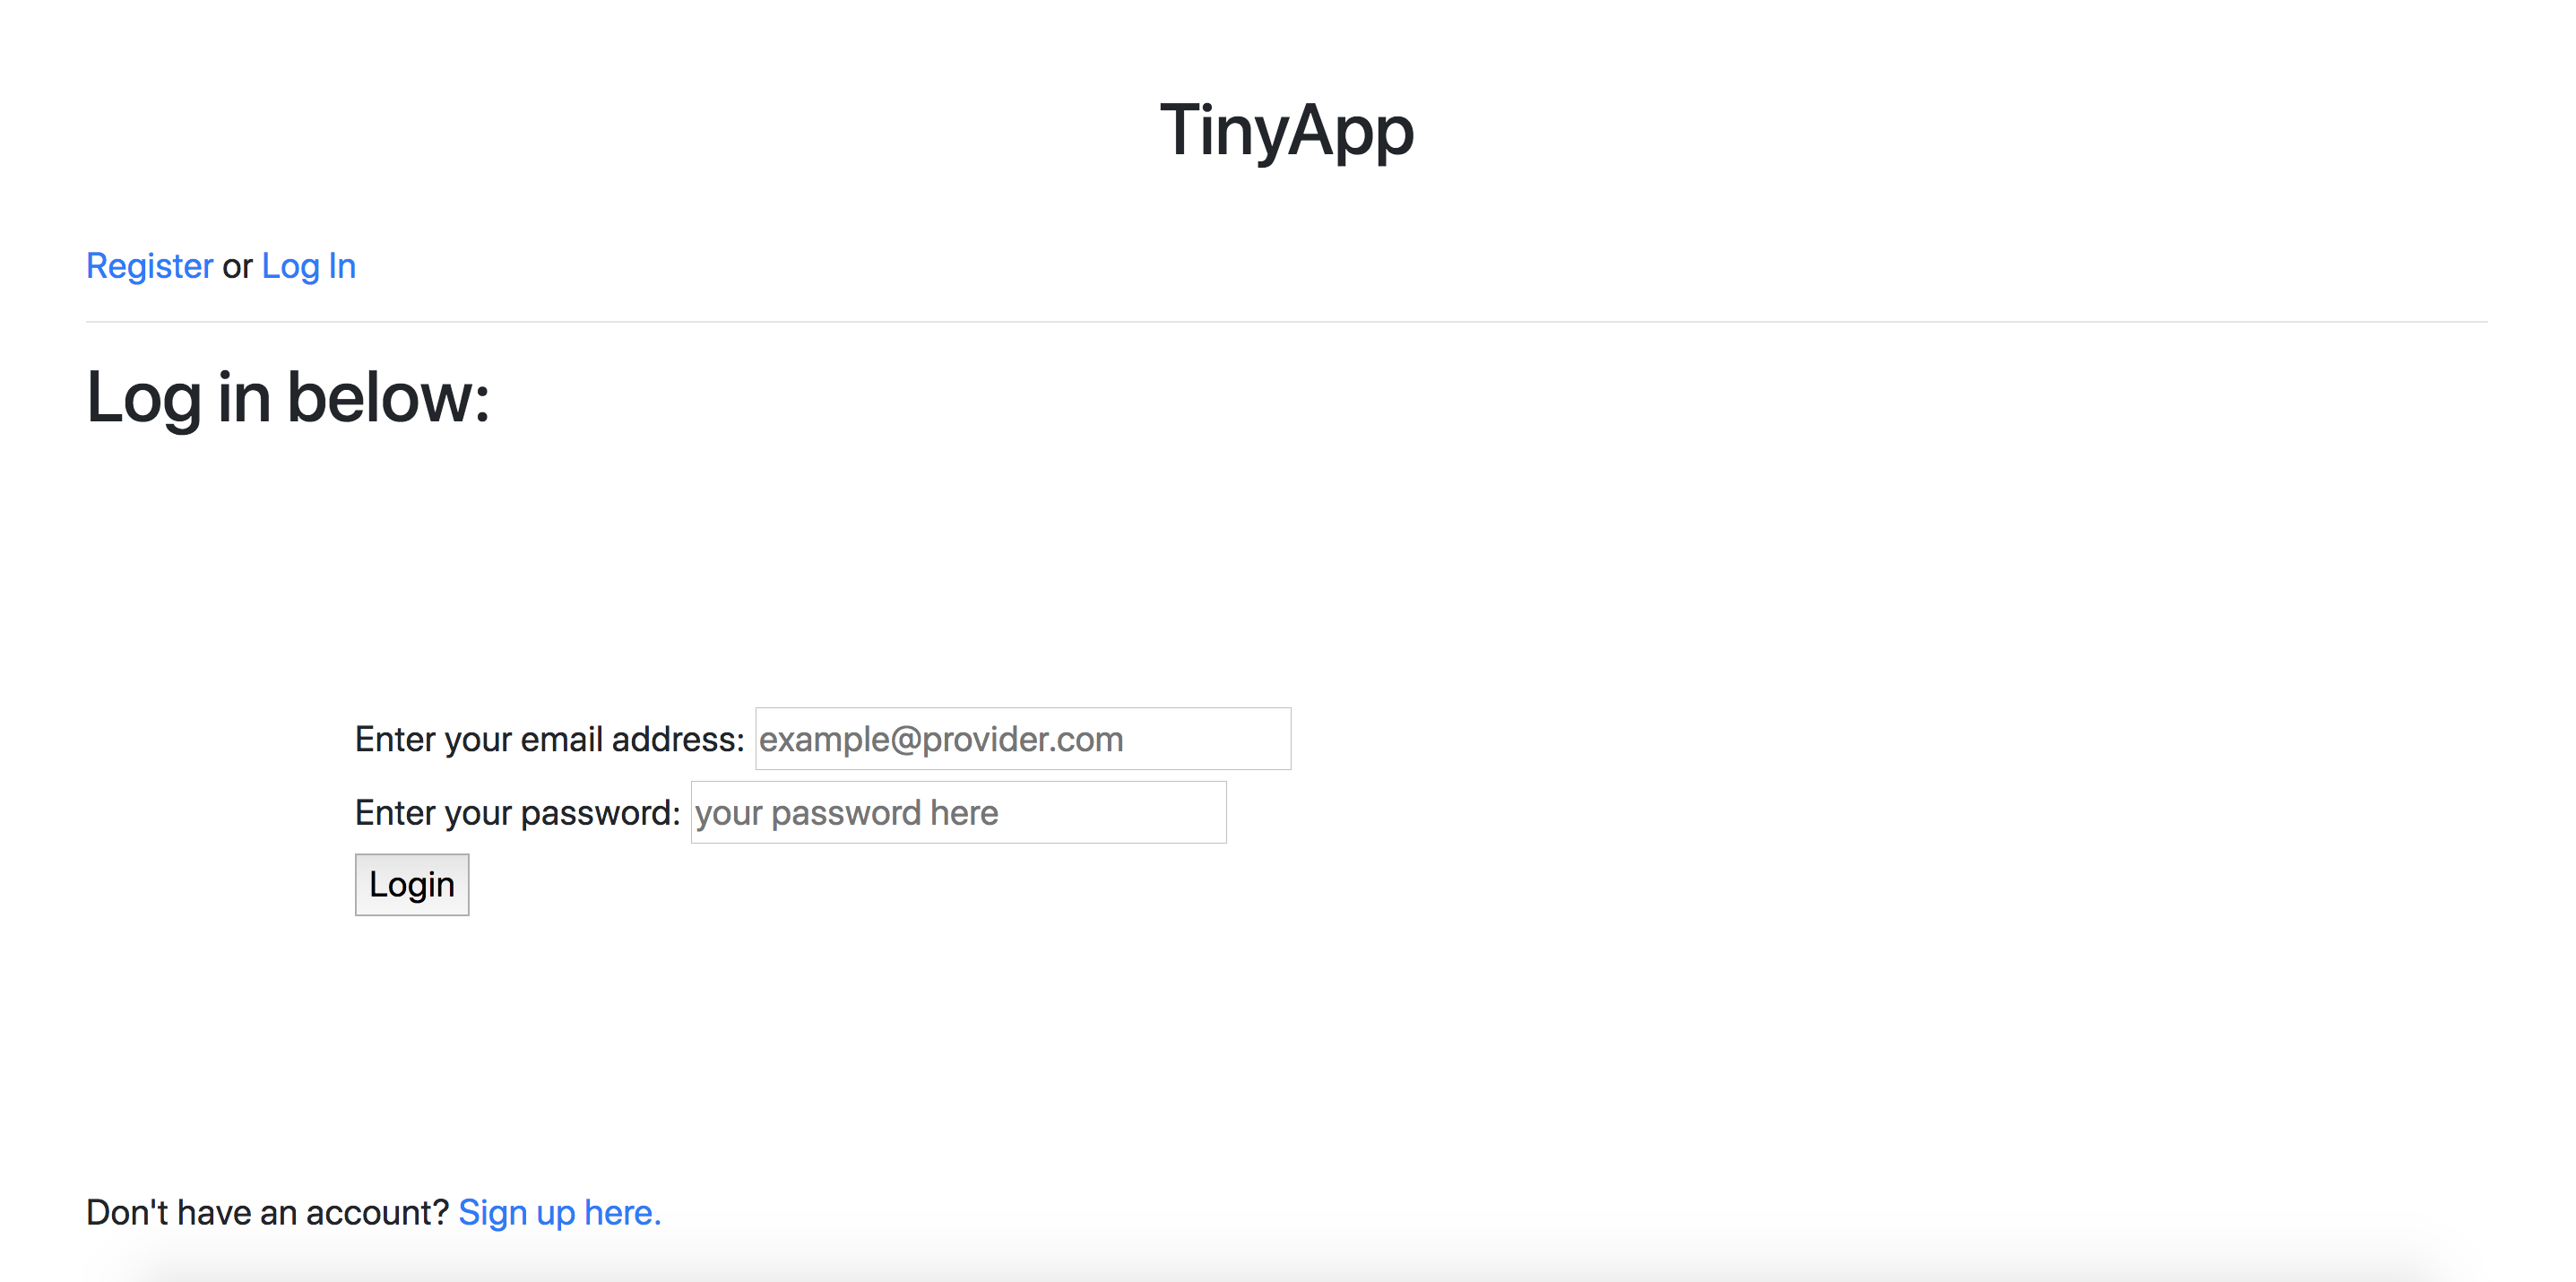 TinyApp
Register or Log In
Log in below:
Enter your email address: example@provider.com
Enter your password: your password here
Login
Don't have an account? Sign up here.